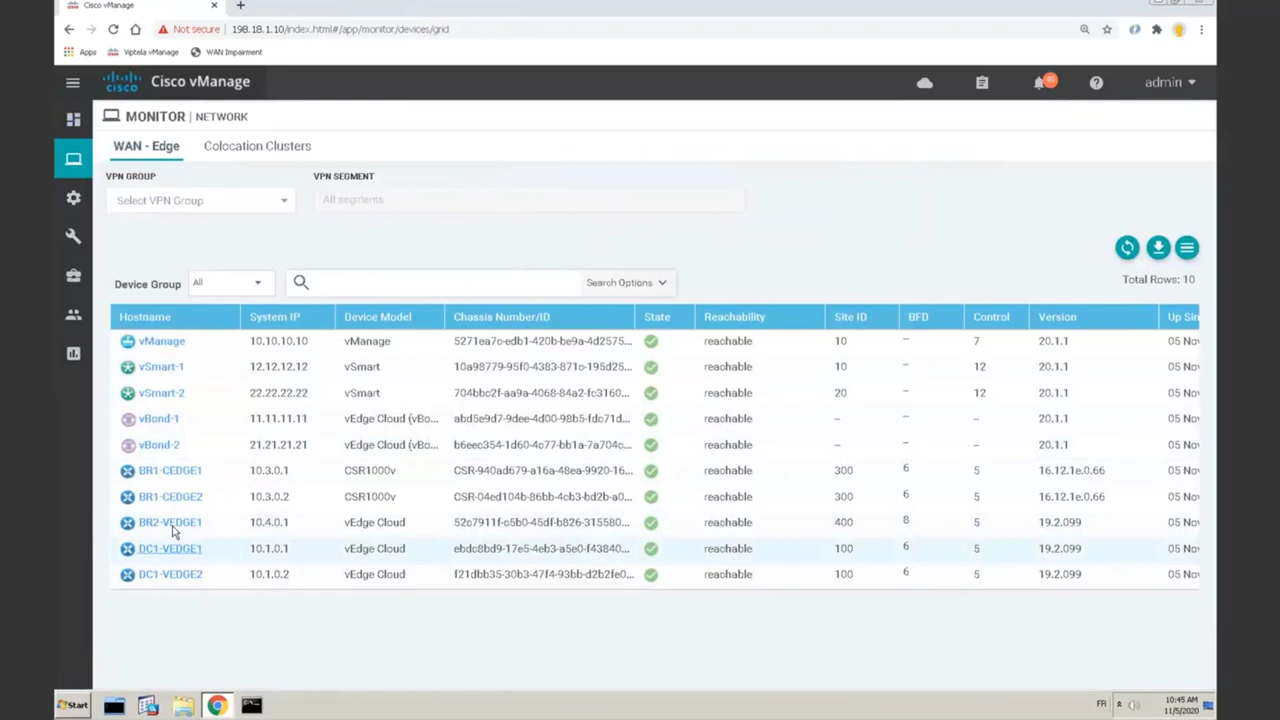 Cisco vManage
Not secure 198.18.1.10/index.html#/app/monitor/devices/grid
Apps Viptela vManage WAN Impairment
cisco Cisco vManage admin
MONITOR | NETWORK
WAN - Edge Colocation Clusters
VPN GROUP VPN SEGMENT
Select VPN Group All segments
Total Rows: 10
Device Group All Search Options
Hostname System IP Device Model Chassis Number/ID State Reachability Site ID BFD Control Version Up Sin
vManage 10.10.10.10 vManage 5271ea7c-edb1-420b-be9a-4d2575... reachable 10 – 7 20.1.1 05 Nov
vSmart-1 12.12.12.12 vSmart 10a98779-95f0-4383-871c-195d25... reachable 10 – 12 20.1.1 05 Nov
vSmart-2 22.22.22.22 vSmart 704bbc2f-aa9a-4068-84a2-fc3160... reachable 20 – 12 20.1.1 05 Nov
vBond-1 11.11.11.11 vEdge Cloud (vBo... abd5e9d7-9dee-4d00-98b5-fdc71d... reachable – – 20.1.1 05 Nov
vBond-2 21.21.21.21 vEdge Cloud (vBo... b6eec354-1d60-4c77-bb1a-7a704c... reachable – – 20.1.1 05 Nov
BR1-CEDGE1 10.3.0.1 CSR1000v CSR-940ad679-a16a-48ea-9920-16... reachable 300 6 5 16.12.1e.0.66 05 Nov
BR1-CEDGE2 10.3.0.2 CSR1000v CSR-04ed104b-86bb-4cb3-bd2b-a0... reachable 300 6 5 16.12.1e.0.66 05 Nov
BR2-VEDGE1 10.4.0.1 vEdge Cloud 52c7911f-c5b0-45df-b826-315580... reachable 400 8 5 19.2.099 05 Nov
DC1-VEDGE1 10.1.0.1 vEdge Cloud ebdc8bd9-17e5-4eb3-a5e0-f43840... reachable 100 6 5 19.2.099 05 Nov
DC1-VEDGE2 10.1.0.2 vEdge Cloud f21dbb35-30b3-47f4-93bb-d2b2fe0... reachable 100 6 5 19.2.099 05 Nov
Start FR 10:45 AM
11/5/2020